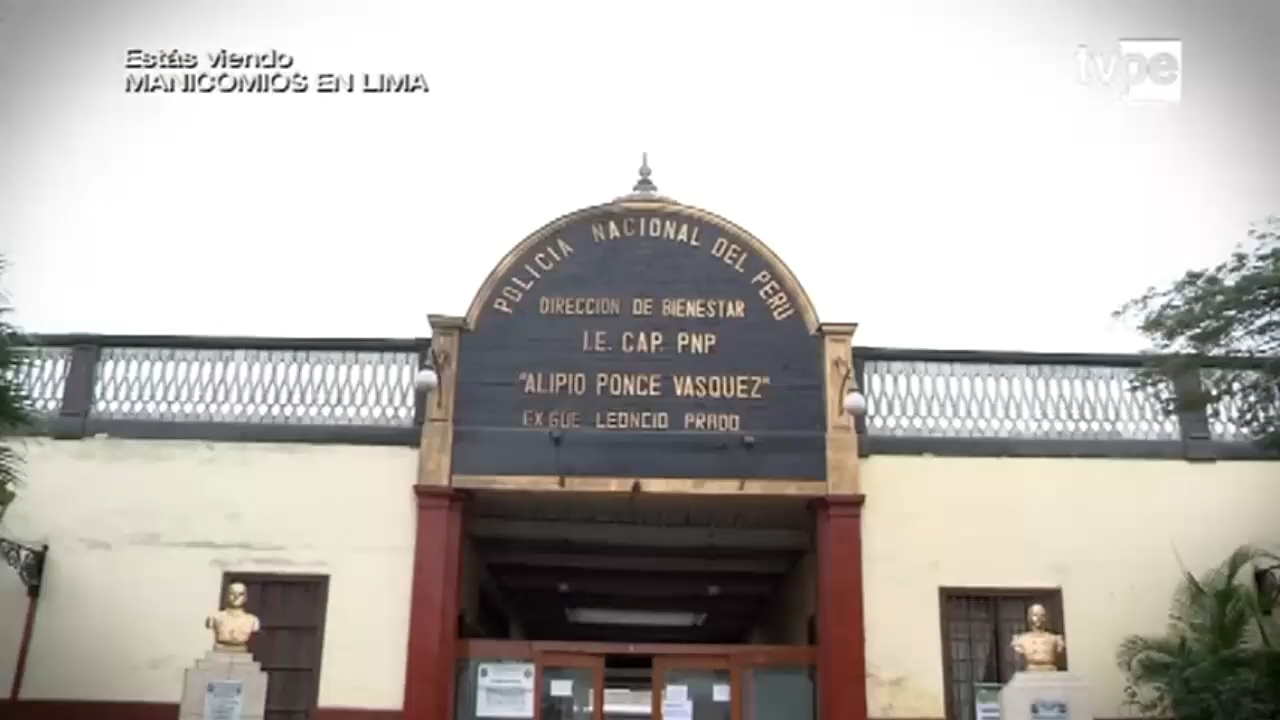 Estás viendo
MANICOMIOS EN LIMA
tvpe
POLICIA NACIONAL DEL PERU
DIRECCION DE BIENESTAR
I.E. CAP. PNP
"ALIPIO PONCE VASQUEZ"
EX GUE LEONCIO PRADO